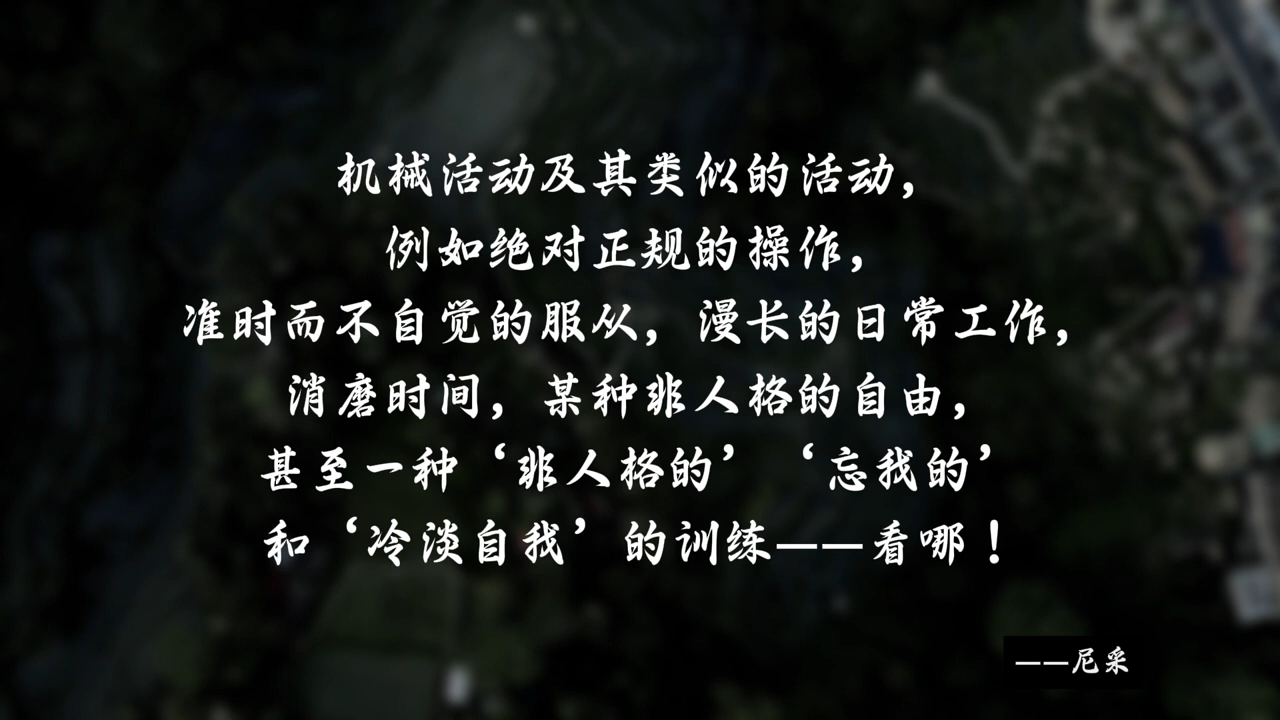 机械活动及其类似的活动，
例如绝对正规的操作，
准时而不自觉的服从，漫长的日常工作，
消磨时间，某种非人格的自由，
甚至一种‘非人格的’‘忘我的’
和‘冷淡自我’的训练——看哪！
——尼采